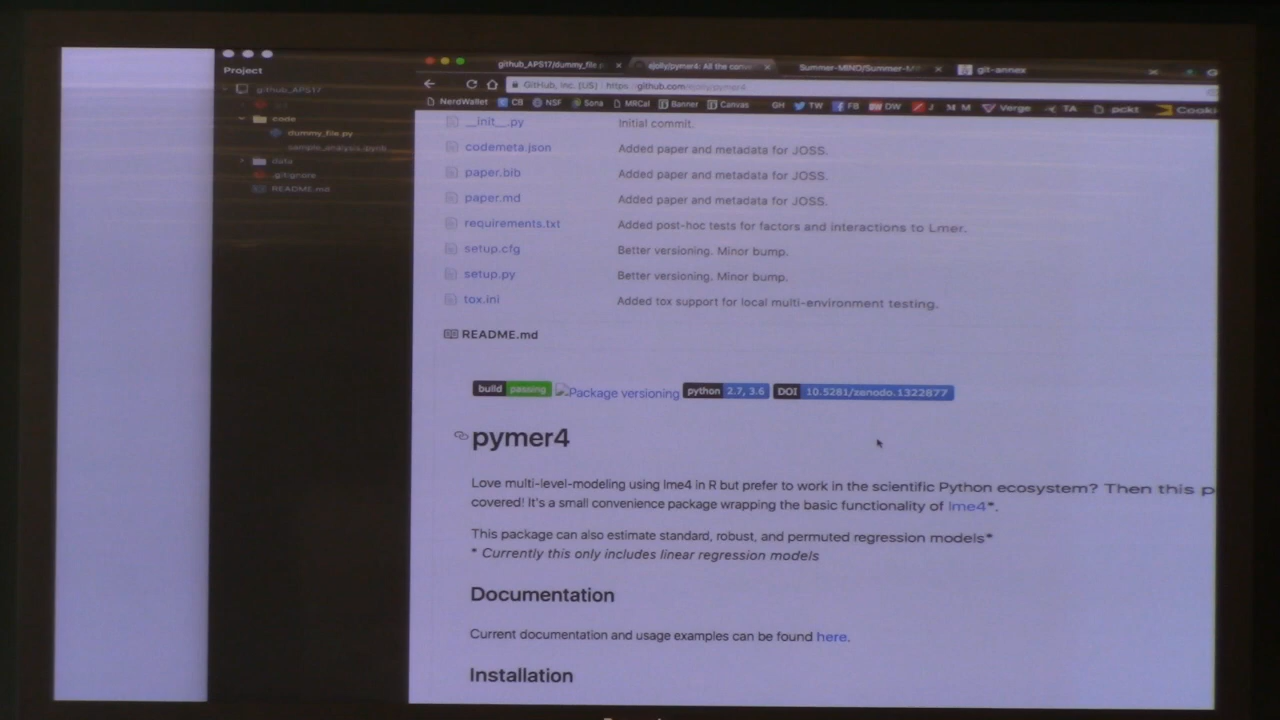 Project
github_APS17
code
dummy_file.py
sample_analysis.ipynb
data
.gitignore
README.md
github_APS17/dummy_file
ejolly/pymer4: All the conv
Summer-MIND/Summer-M
git-annex
GitHub, Inc. [US] https://github.com/ejolly/pymer4
NerdWallet CB NSF Sona MRCal Banner Canvas GH TW FB DW J M M Verge TA pckt Cooki
__init__.py Initial commit.
codemeta.json Added paper and metadata for JOSS.
paper.bib Added paper and metadata for JOSS.
paper.md Added paper and metadata for JOSS.
requirements.txt Added post-hoc tests for factors and interactions to Lmer.
setup.cfg Better versioning. Minor bump.
setup.py Better versioning. Minor bump.
tox.ini Added tox support for local multi-environment testing.
README.md
build passing Package versioning python 2.7, 3.6 DOI 10.5281/zenodo.1322877
pymer4
Love multi-level-modeling using lme4 in R but prefer to work in the scientific Python ecosystem? Then this p
covered! It's a small convenience package wrapping the basic functionality of lme4*.
This package can also estimate standard, robust, and permuted regression models*
* Currently this only includes linear regression models
Documentation
Current documentation and usage examples can be found here.
Installation